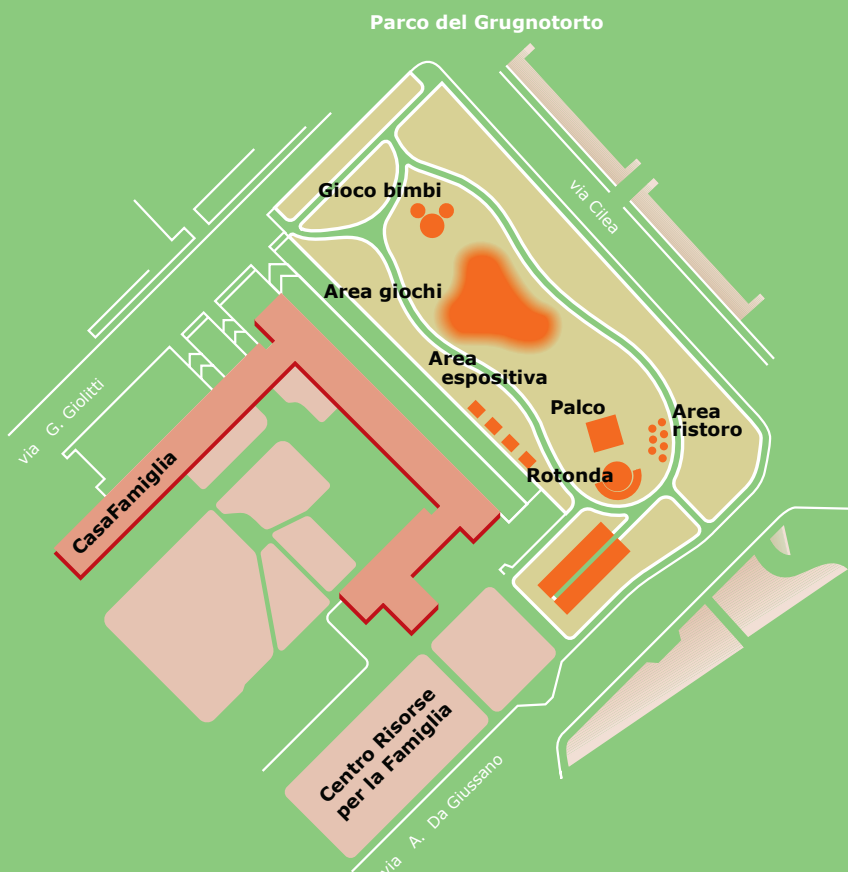 Parco del Grugnotorto
via Cilea
Gioco bimbi
Area giochi
Area
espositiva
Palco
Area
ristoro
Rotonda
via G. Giolitti
CasaFamiglia
Centro Risorse
per la Famiglia
via A. Da Giussano